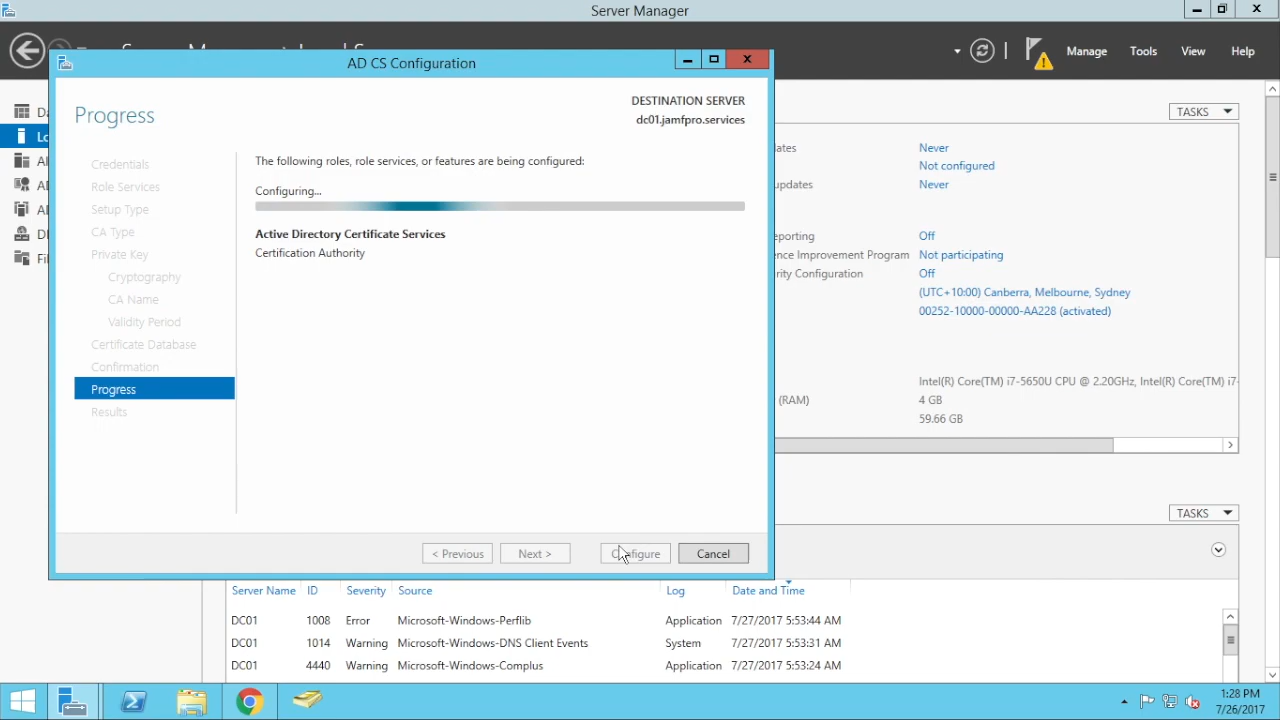 Server Manager
Manage
Tools
View
Help
AD CS Configuration
Progress
DESTINATION SERVER
dc01.jamfpro.services
Credentials
Role Services
Setup Type
CA Type
Private Key
Cryptography
CA Name
Validity Period
Certificate Database
Confirmation
Progress
Results
The following roles, role services, or features are being configured:
Configuring...
Active Directory Certificate Services
Certification Authority
< Previous
Next >
Configure
Cancel
TASKS
Never
Not configured
Never
Off
Not participating
Off
(UTC+10:00) Canberra, Melbourne, Sydney
00252-10000-00000-AA228 (activated)
ence Improvement Program
rity Configuration
Intel(R) Core(TM) i7-5650U CPU @ 2.20GHz, Intel(R) Core(TM) i7-
(RAM) 4 GB
59.66 GB
TASKS
Server Name ID Severity Source Log Date and Time
DC01 1008 Error Microsoft-Windows-Perflib Application 7/27/2017 5:53:44 AM
DC01 1014 Warning Microsoft-Windows-DNS Client Events System 7/27/2017 5:53:31 AM
DC01 4440 Warning Microsoft-Windows-Complus Application 7/27/2017 5:53:24 AM
1:28 PM
7/26/2017